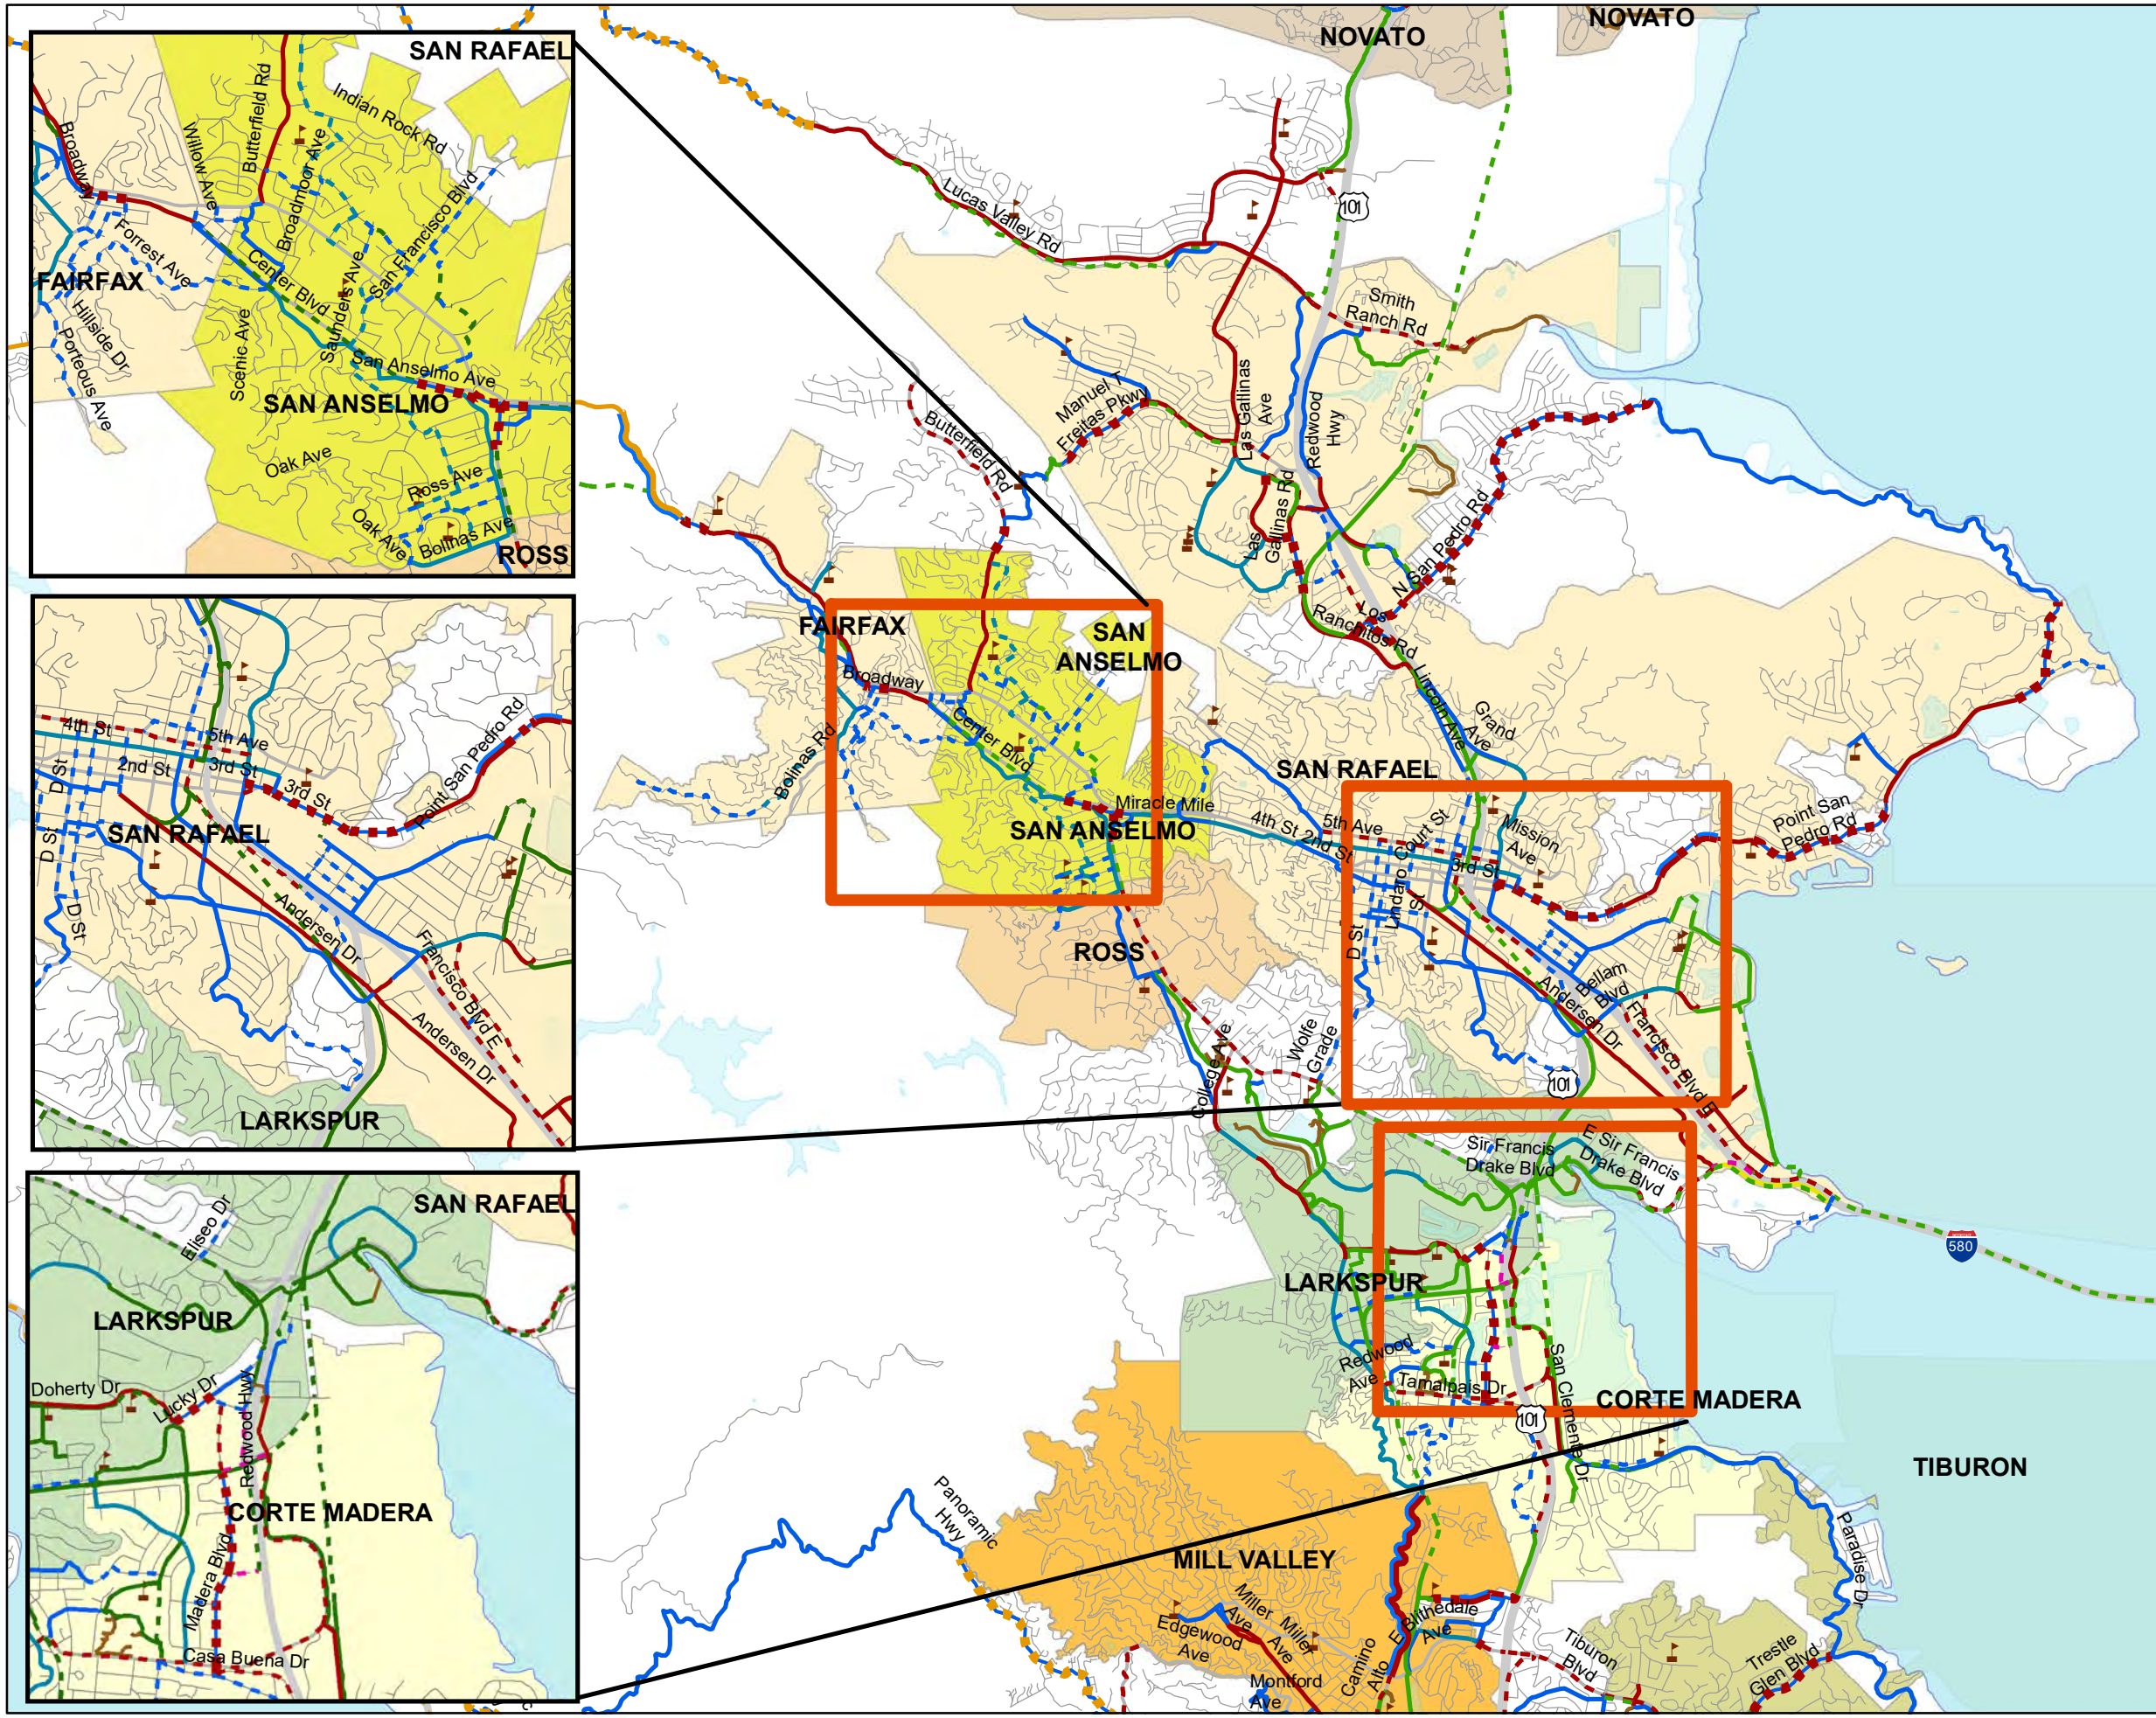 SAN RAFAEL
Butterfield Rd
Indian Rock Rd
Broadway
Willow Ave
Broadmoor Ave
San Francisco Blvd
Forrest Ave
FAIRFAX
Center Blvd
Saunders Ave
Hillside Dr
Porteous Ave
Scenic Ave
San Anselmo Ave
SAN ANSELMO
Oak Ave
Ross Ave
Oak Ave
Bolinas Ave
ROSS
4th St
5th Ave
2nd St
3rd St
3rd St
Point San Pedro Rd
D St
D St
D St
SAN RAFAEL
Andersen Dr
Francisco Blvd E
Andersen Dr
LARKSPUR
SAN RAFAEL
Eliseo Dr
LARKSPUR
Doherty Dr
Lucky Dr
Redwood Hwy
CORTE MADERA
Madera Blvd
Casa Buena Dr
NOVATO
NOVATO
101
Lucas Valley Rd
Smith
Ranch Rd
Manuel T
Freitas Pkwy
Las Gallinas
Ave
Redwood
Hwy
Butterfield Rd
Las
Gallinas Rd
N San Pedro Rd
Los
Ranchitos Rd
FAIRFAX
SAN
ANSELMO
Broadway
Center Blvd
Bolinas Rd
Lincoln Ave
Grand
Ave
SAN RAFAEL
Miracle Mile
SAN ANSELMO
4th St
2nd St
5th Ave
Court St
Mission
Ave
3rd St
Lindaro
St
D St
Point San
Pedro Rd
ROSS
Bellam
Blvd
Andersen Dr
Francisco Blvd E
College Ave
Wolfe
Grade
101
Sir Francis
Drake Blvd
E Sir Francis
Drake Blvd
580
LARKSPUR
Redwood
Ave
Tamalpais Dr
San Clemente Dr
CORTE MADERA
101
TIBURON
Panoramic
Hwy
MILL VALLEY
Paradise Dr
Miller
Ave
Miller
Ave
Edgewood
Ave
Montford
Ave
Camino
Alto
E Blithedale
Ave
Tiburon
Blvd
Trestle
Glen Blvd